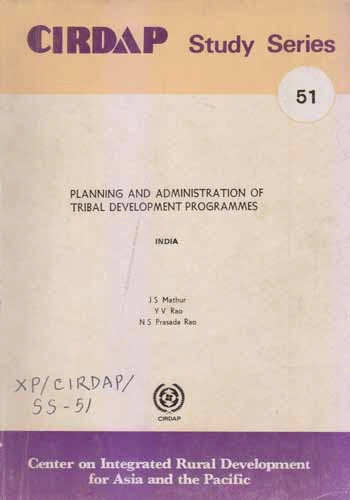 CIRDAP Study Series
51
PLANNING AND ADMINISTRATION OF
TRIBAL DEVELOPMENT PROGRAMMES
INDIA
J S Mathur
Y V Rao
N S Prasada Rao
XP/CIRDAP/
SS-51
CIRDAP
Center on Integrated Rural Development
for Asia and the Pacific